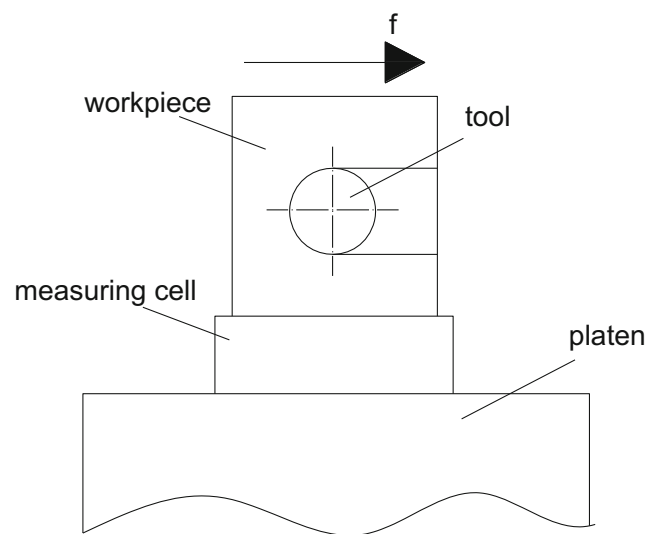 f
workpiece
tool
measuring cell
platen